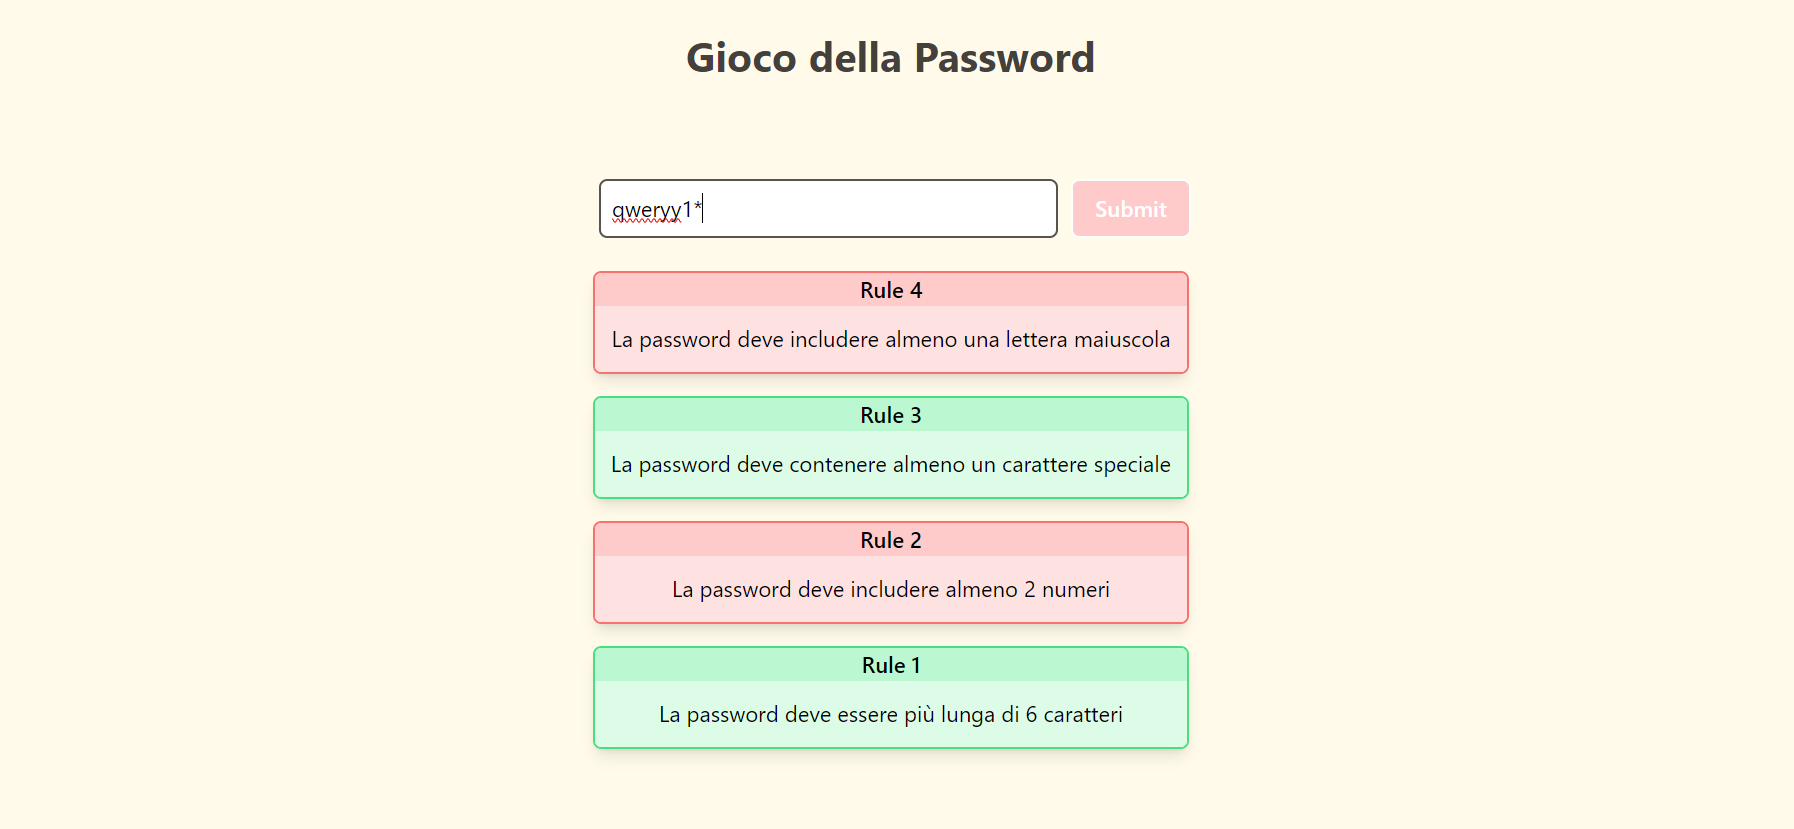 Gioco della Password
qweryy1*
Submit
Rule 4
La password deve includere almeno una lettera maiuscola
Rule 3
La password deve contenere almeno un carattere speciale
Rule 2
La password deve includere almeno 2 numeri
Rule 1
La password deve essere più lunga di 6 caratteri